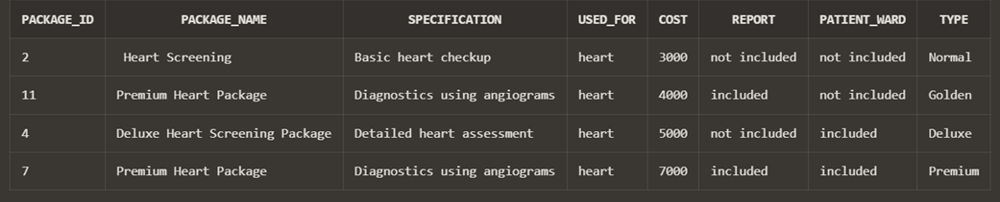 PACKAGE_ID PACKAGE_NAME SPECIFICATION USED_FOR COST REPORT PATIENT_WARD TYPE
2 Heart Screening Basic heart checkup heart 3000 not included not included Normal
11 Premium Heart Package Diagnostics using angiograms heart 4000 included not included Golden
4 Deluxe Heart Screening Package Detailed heart assessment heart 5000 not included included Deluxe
7 Premium Heart Package Diagnostics using angiograms heart 7000 included included Premium